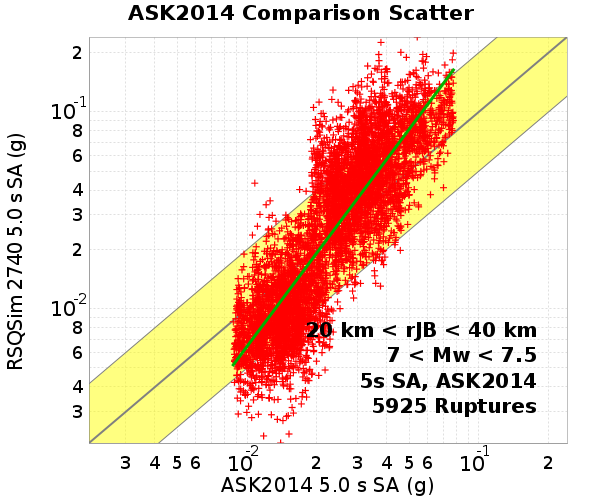 ASK2014 Comparison Scatter
RSQSim 2740 5.0 s SA (g)
2
10-1
8
6
4
3
2
10-2
8
6
4
3
20 km < rJB < 40 km
7 < Mw < 7.5
5s SA, ASK2014
5925 Ruptures
3 4 5 6 10-2 2 3 4 5 6 10-1 2
ASK2014 5.0 s SA (g)